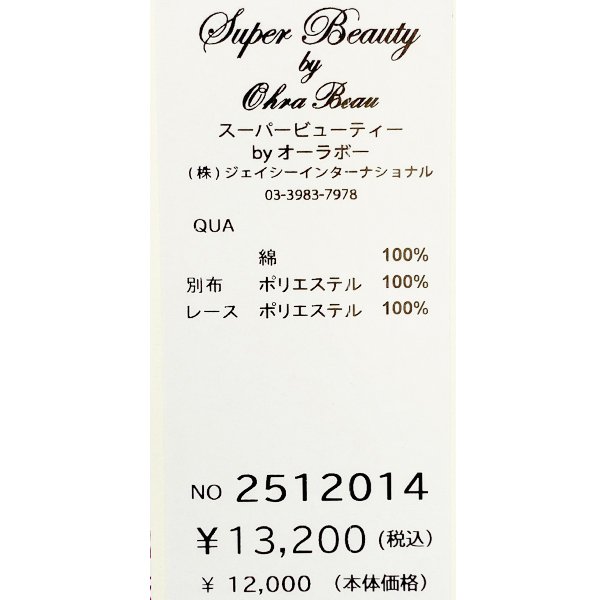 Super Beauty
by
Ohra Beau
スーパービューティー
by オーラボー
(株)ジェイシーインターナショナル
03-3983-7978
QUA
綿 100%
別布 ポリエステル 100%
レース ポリエステル 100%
NO 2512014
¥13,200(税込)
¥ 12,000 (本体価格)